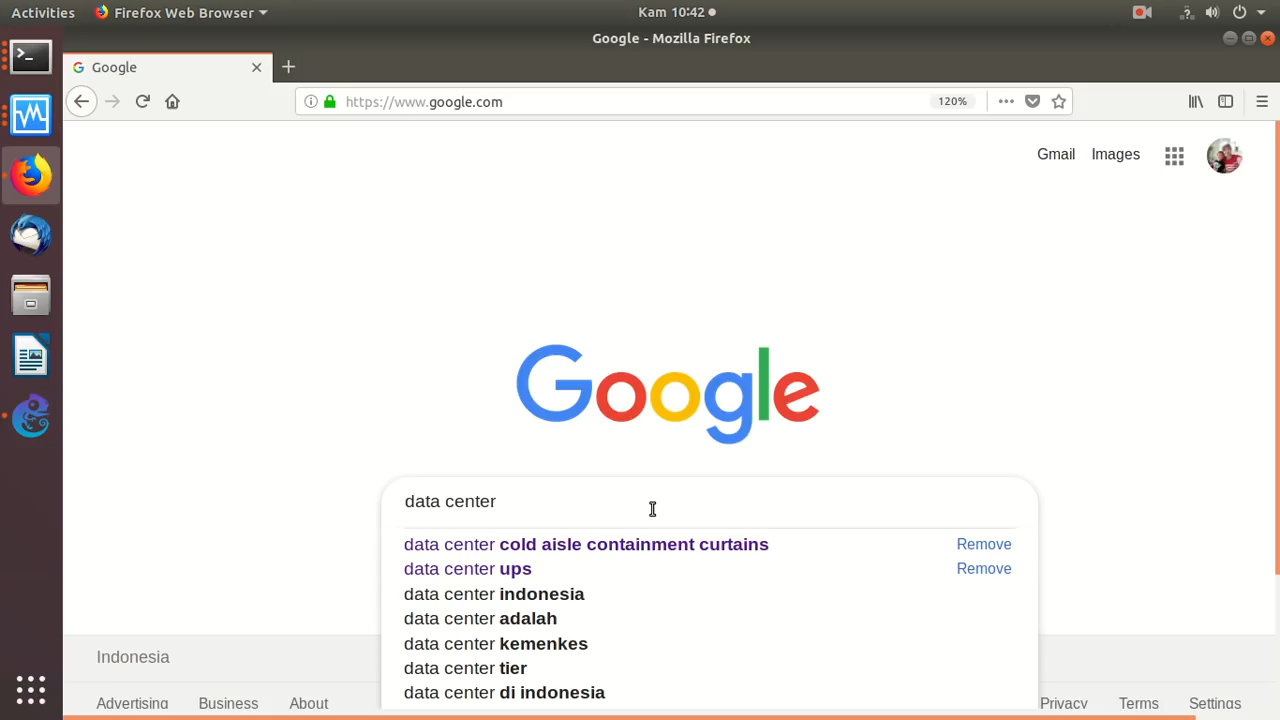 Activities Firefox Web Browser Kam 10:42
Google - Mozilla Firefox
Google
https://www.google.com 120%
Gmail Images
Google
data center
data center cold aisle containment curtains Remove
data center ups Remove
data center indonesia
data center adalah
data center kemenkes
data center tier
data center di indonesia
Indonesia
Advertising Business About Privacy Terms Settings